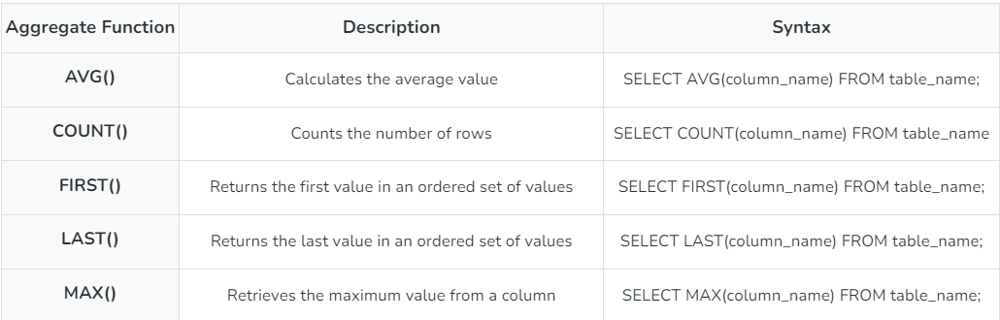 Aggregate Function Description Syntax
AVG() Calculates the average value SELECT AVG(column_name) FROM table_name;
COUNT() Counts the number of rows SELECT COUNT(column_name) FROM table_name
FIRST() Returns the first value in an ordered set of values SELECT FIRST(column_name) FROM table_name;
LAST() Returns the last value in an ordered set of values SELECT LAST(column_name) FROM table_name;
MAX() Retrieves the maximum value from a column SELECT MAX(column_name) FROM table_name;